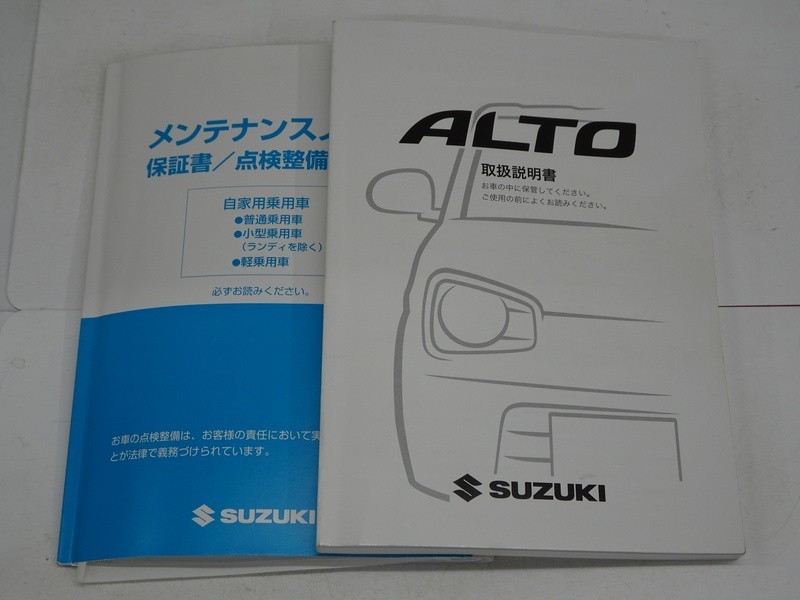 メンテナンスノ
保証書／点検整備
自家用乗用車
●普通乗用車
●小型乗用車
（ランディを除く）
●軽乗用車
必ずお読みください。
お車の点検整備は、お客様の責任において実
とが法律で義務づけられています。
SUZUKI
ALTO
取扱説明書
お車の中に保管してください。
ご使用の前によくお読みください。
SUZUKI